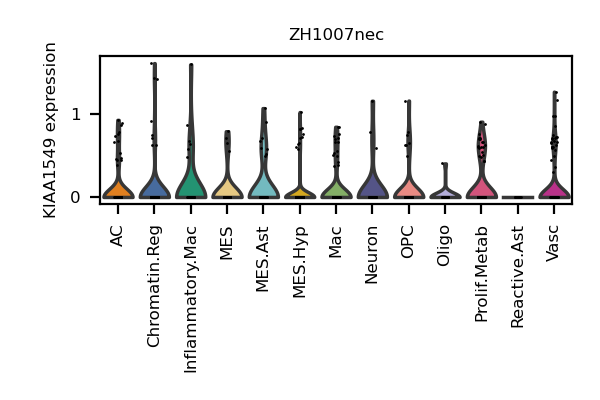 ZH1007nec
KIAA1549 expression
1
0
AC
Chromatin.Reg
Inflammatory.Mac
MES
MES.Ast
MES.Hyp
Mac
Neuron
OPC
Oligo
Prolif.Metab
Reactive.Ast
Vasc